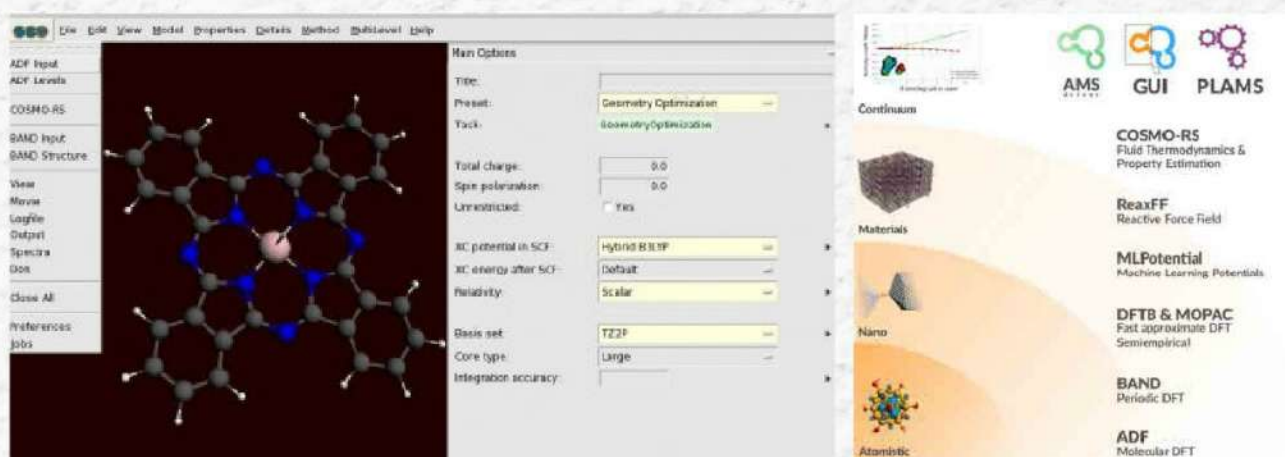 File Edit View Model Properties Details Method MultiLevel Help
ADF Input
ADF Levels
COSMO-RS
BAND Input
BAND Structure
View
Movie
Logfile
Output
Spectra
Dos
Close All
Preferences
Jobs
Main Options
Title:
Preset: Geometry Optimization
Task: GeometryOptimization
Total charge: 0.0
Spin polarization: 0.0
Unrestricted: Yes
XC potential in SCF: Hybrid B3LYP
XC energy after SCF: Default
Relativity: Scalar
Basis set: TZ2P
Core type: Large
Integration accuracy:
Continuum
Materials
Nano
Atomistic
AMS
driver
GUI
PLAMS
COSMO-RS
Fluid Thermodynamics &
Property Estimation
ReaxFF
Reactive Force Field
MLPotential
Machine Learning Potentials
DFTB & MOPAC
Fast approximate DFT
Semiempirical
BAND
Periodic DFT
ADF
Molecular DFT